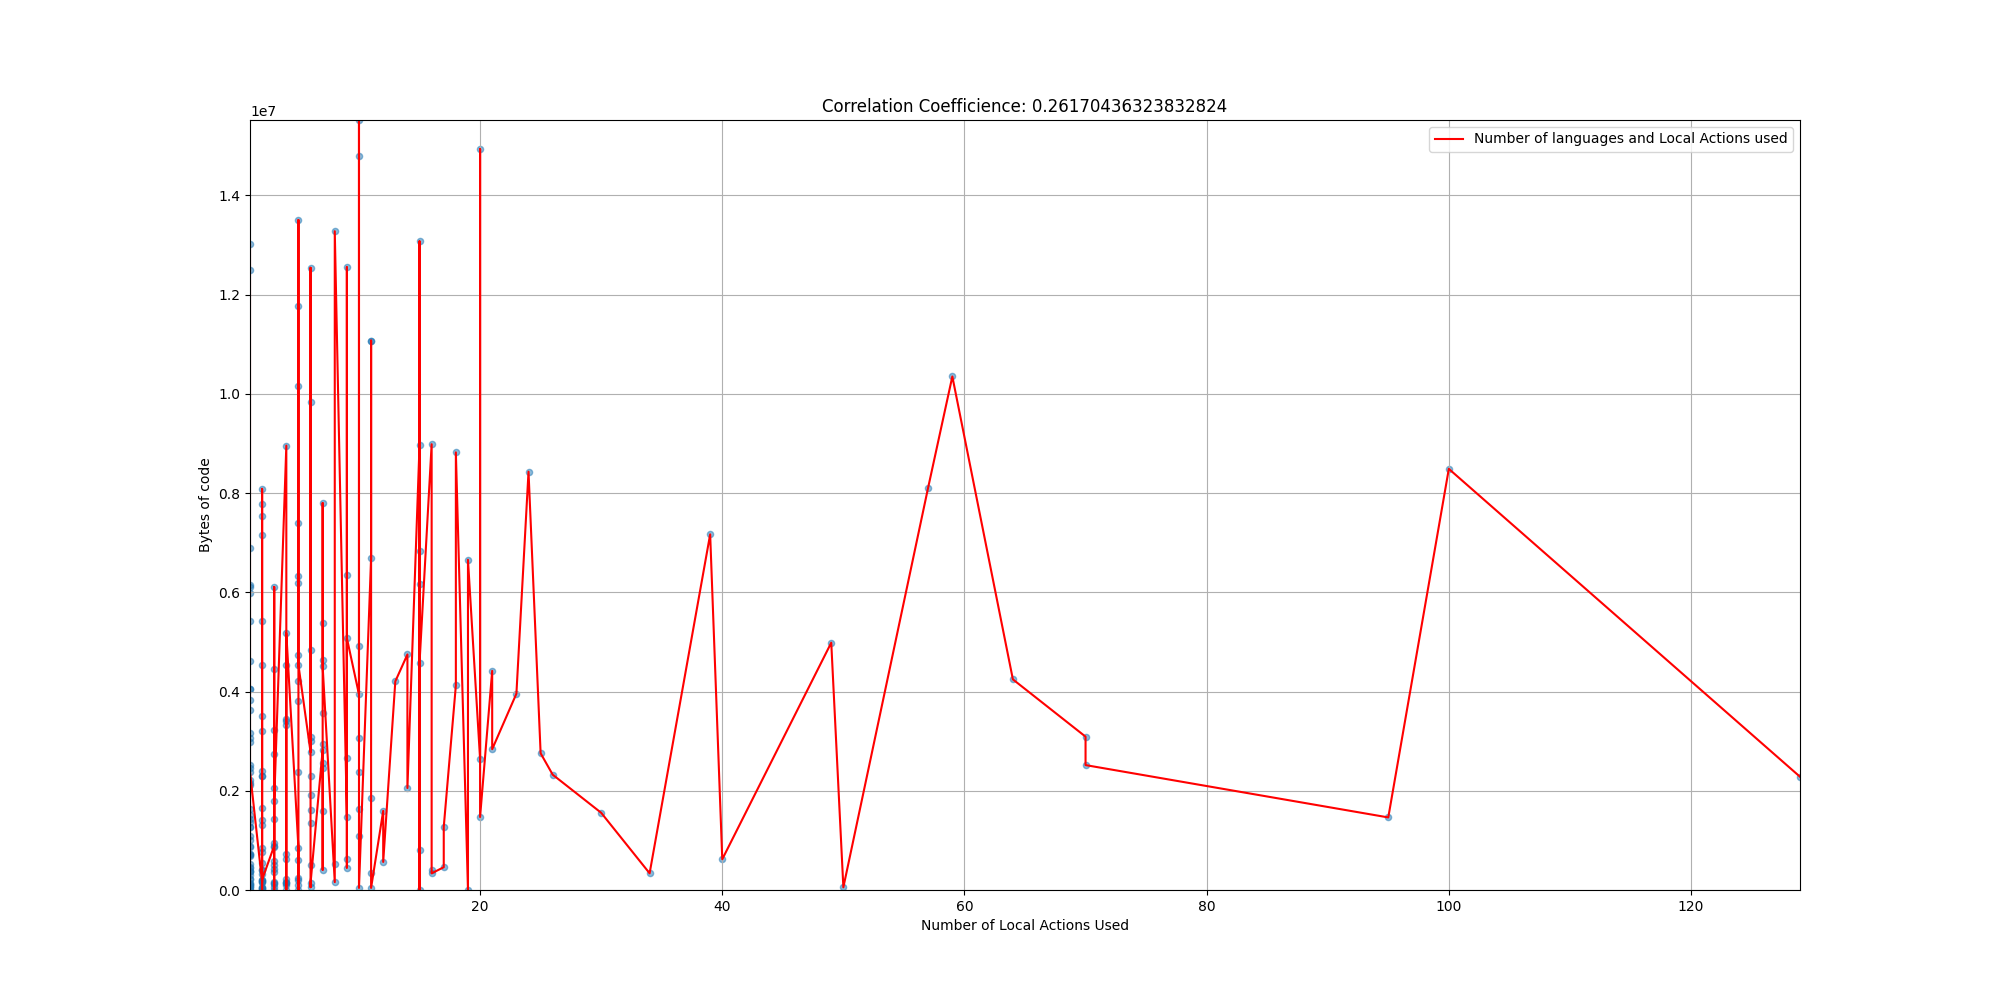 Correlation Coefficience: 0.26170436323832824
1e7
Number of languages and Local Actions used
1.4
1.2
1.0
0.8
0.6
0.4
0.2
0.0
Bytes of code
20 40 60 80 100 120
Number of Local Actions Used